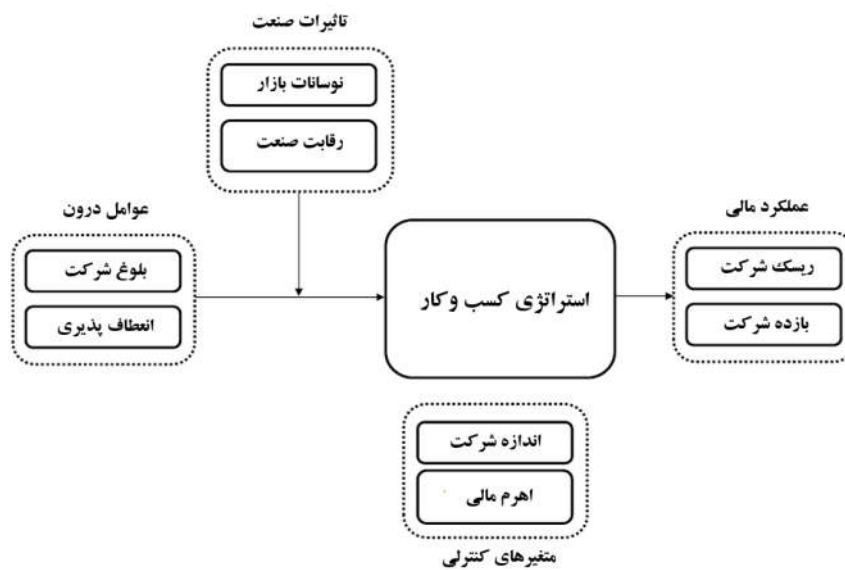 تاثیرات صنعت
نوسانات بازار
رقابت صنعت
عوامل درون
بلوغ شرکت
انعطاف پذیری
استراتژی کسب وکار
عملکرد مالی
ریسک شرکت
بازده شرکت
اندازه شرکت
اهرم مالی
متغیرهای کنترلی